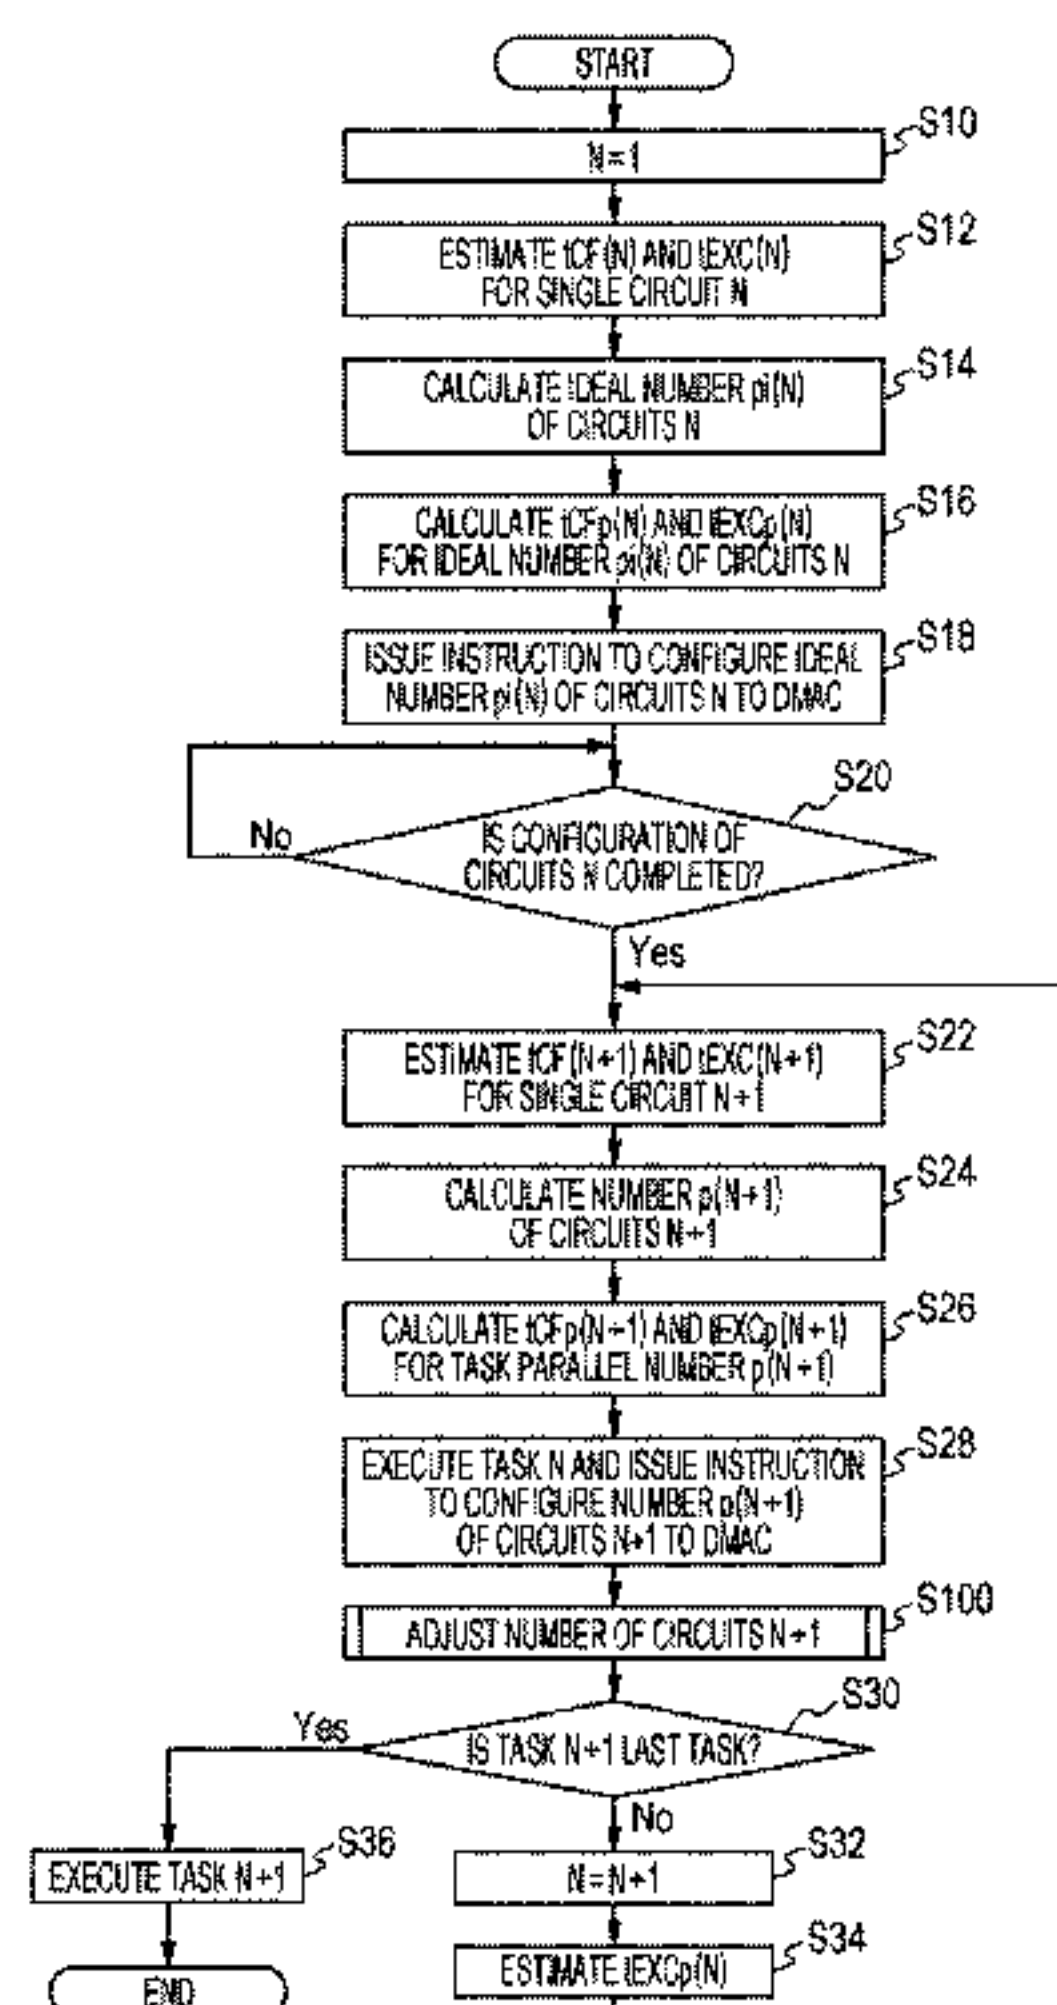 START
S10
N=1
S12
ESTIMATE tCF(N) AND tEXC(N)
FOR SINGLE CIRCUIT N
S14
CALCULATE IDEAL NUMBER pi(N)
OF CIRCUITS N
S16
CALCULATE tCFp(N) AND tEXCp(N)
FOR IDEAL NUMBER pi(N) OF CIRCUITS N
S18
ISSUE INSTRUCTION TO CONFIGURE IDEAL
NUMBER pi(N) OF CIRCUITS N TO DMAC
S20
IS CONFIGURATION OF
CIRCUITS N COMPLETED?
No
Yes
S22
ESTIMATE tCF(N+1) AND tEXC(N+1)
FOR SINGLE CIRCUIT N+1
S24
CALCULATE NUMBER p(N+1)
OF CIRCUITS N+1
S26
CALCULATE tCFp(N+1) AND tEXCp(N+1)
FOR TASK PARALLEL NUMBER p(N+1)
S28
EXECUTE TASK N AND ISSUE INSTRUCTION
TO CONFIGURE NUMBER p(N+1)
OF CIRCUITS N+1 TO DMAC
S100
ADJUST NUMBER OF CIRCUITS N+1
S30
IS TASK N+1 LAST TASK?
Yes
No
S36
EXECUTE TASK N+1
S32
N=N+1
S34
ESTIMATE tEXCp(N)
END